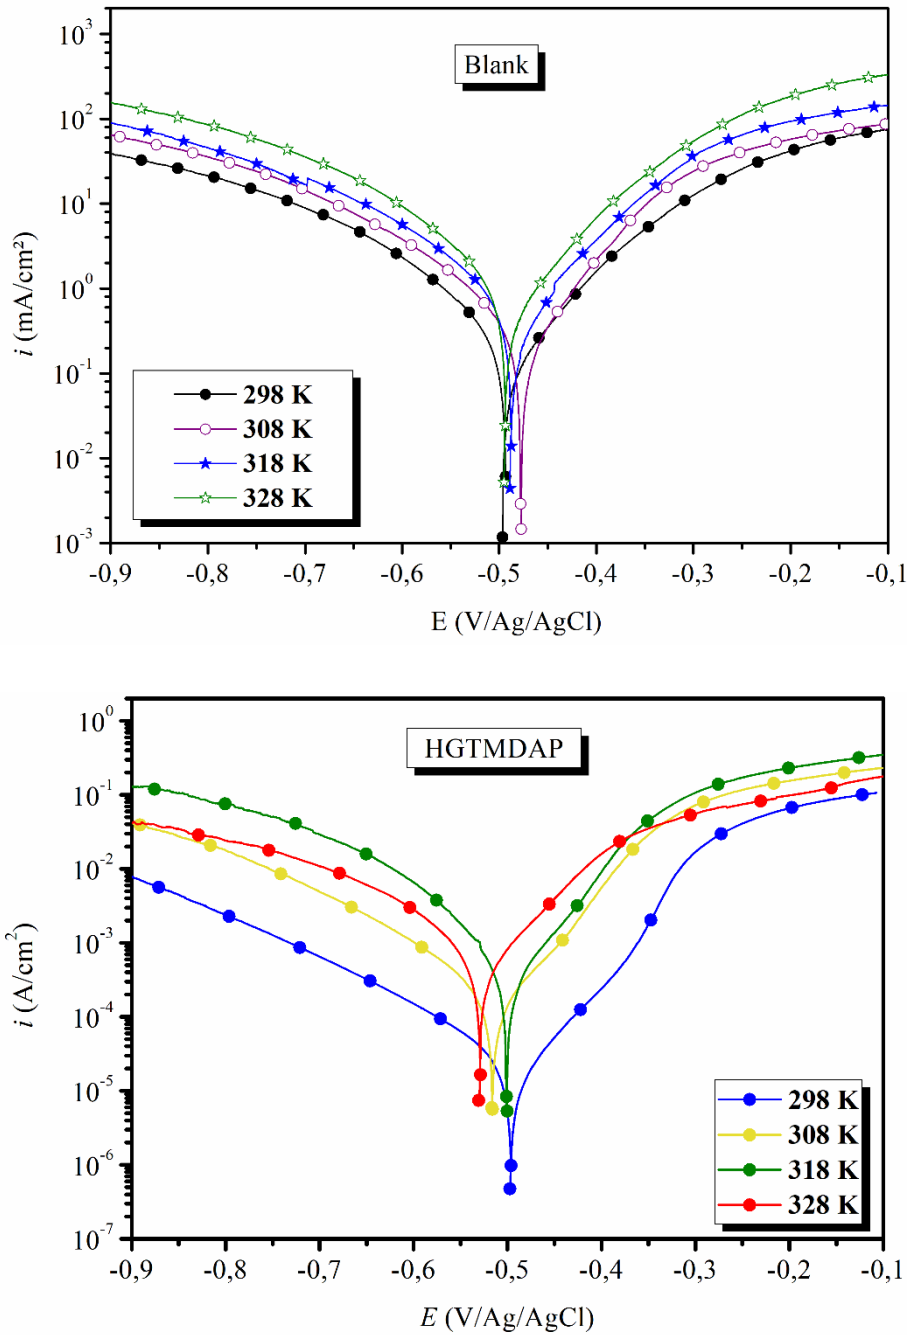 Blank
10³
10²
10¹
10⁰
10⁻¹
10⁻²
10⁻³
i (mA/cm²)
298 K
308 K
318 K
328 K
-0,9 -0,8 -0,7 -0,6 -0,5 -0,4 -0,3 -0,2 -0,1
E (V/Ag/AgCl)
HGTMDAP
10⁰
10⁻¹
10⁻²
10⁻³
10⁻⁴
10⁻⁵
10⁻⁶
10⁻⁷
i (A/cm²)
298 K
308 K
318 K
328 K
-0,9 -0,8 -0,7 -0,6 -0,5 -0,4 -0,3 -0,2 -0,1
E (V/Ag/AgCl)